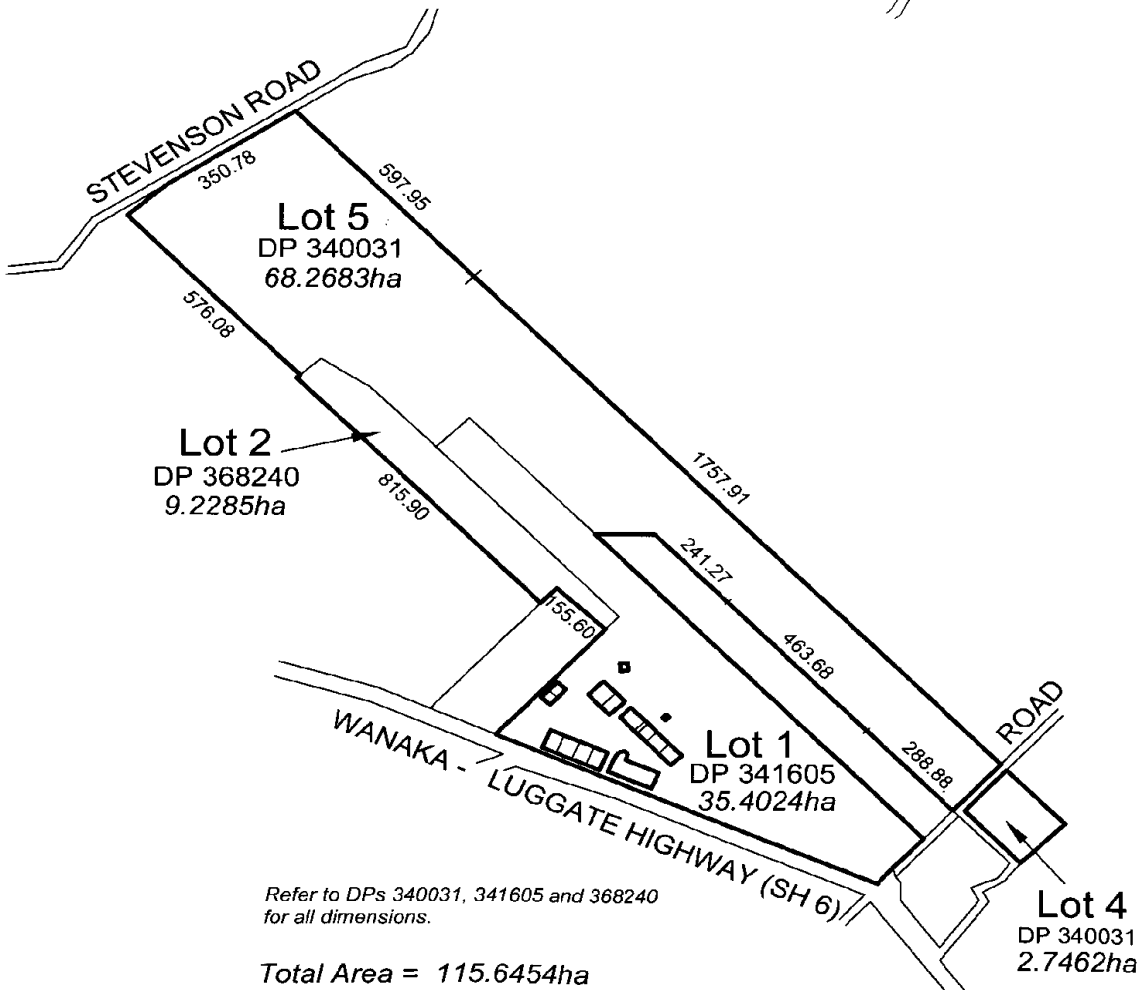 STEVENSON ROAD
350.78
597.95
Lot 5
DP 340031
68.2683ha
576.08
Lot 2
DP 368240
9.2285ha
815.90
1757.91
241.27
155.60
463.68
ROAD
288.88
Lot 1
DP 341605
35.4024ha
WANAKA - LUGGATE HIGHWAY (SH 6)
Refer to DPs 340031, 341605 and 368240
for all dimensions.
Lot 4
DP 340031
2.7462ha
Total Area = 115.6454ha